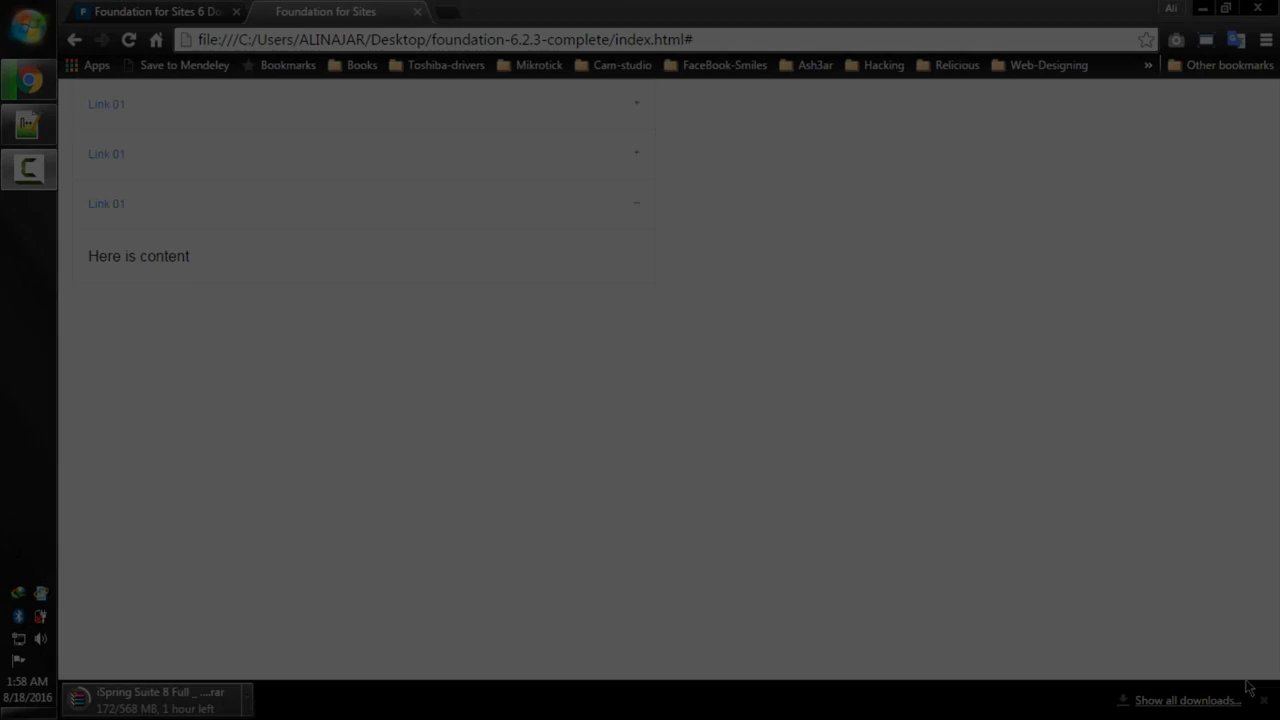 Foundation for Sites 6 Do
Foundation for Sites
Ali
file:///C:/Users/ALINAJAR/Desktop/foundation-6.2.3-complete/index.html#
Apps
Save to Mendeley
Bookmarks
Books
Toshiba-drivers
Mikrotick
Cam-studio
FaceBook-Smiles
Ash3ar
Hacking
Relicious
Web-Designing
»
Other bookmarks
Link 01
Link 01
Link 01
Here is content
1:58 AM
8/18/2016
iSpring Suite 8 Full _ ....rar
172/568 MB, 1 hour left
Show all downloads...